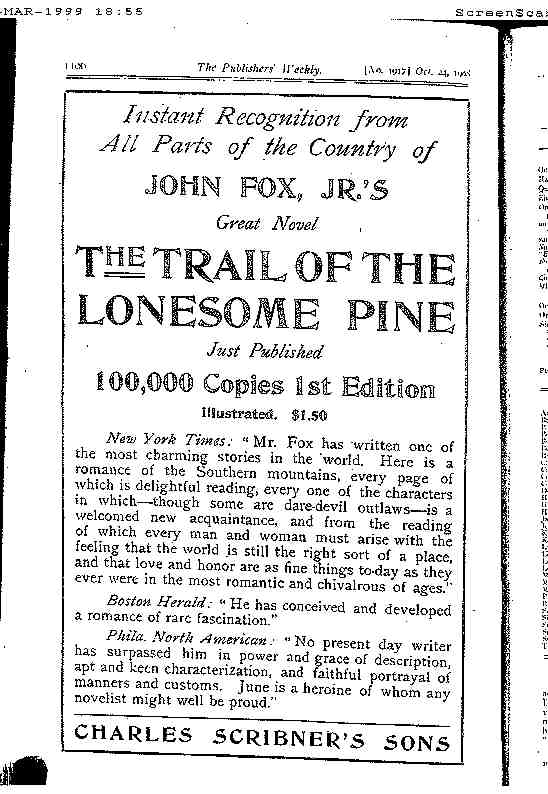 -MAR-1999 18:55
ScreenSca
The Publishers' Weekly.
[No. 1917] Oct. 24, 1908
Instant Recognition from
All Parts of the Country of
JOHN FOX, JR.'S
Great Novel
THE TRAIL OF THE
LONESOME PINE
Just Published
100,000 Copies 1st Edition
Illustrated. $1.50
New York Times: "Mr. Fox has written one of
the most charming stories in the world. Here is a
romance of the Southern mountains, every page of
which is delightful reading, every one of the characters
in which—though some are dare-devil outlaws—is a
welcomed new acquaintance, and from the reading
of which every man and woman must arise with the
feeling that the world is still the right sort of a place,
and that love and honor are as fine things to-day as they
ever were in the most romantic and chivalrous of ages."
Boston Herald: "He has conceived and developed
a romance of rare fascination."
Phila. North American: "No present day writer
has surpassed him in power and grace of description,
apt and keen characterization, and faithful portrayal of
manners and customs. June is a heroine of whom any
novelist might well be proud."
CHARLES SCRIBNER'S SONS